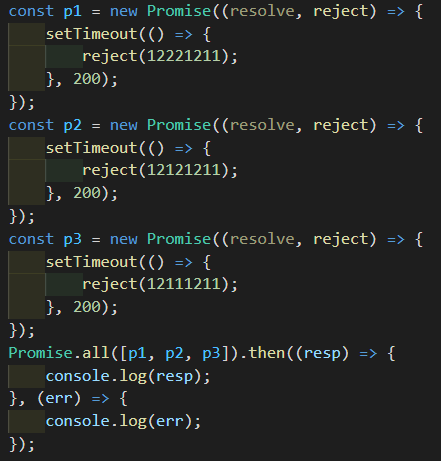 const p1 = new Promise((resolve, reject) => {
    setTimeout(() => {
        reject(12221211);
    }, 200);
});
const p2 = new Promise((resolve, reject) => {
    setTimeout(() => {
        reject(12121211);
    }, 200);
});
const p3 = new Promise((resolve, reject) => {
    setTimeout(() => {
        reject(12111211);
    }, 200);
});
Promise.all([p1, p2, p3]).then((resp) => {
    console.log(resp);
}, (err) => {
    console.log(err);
});